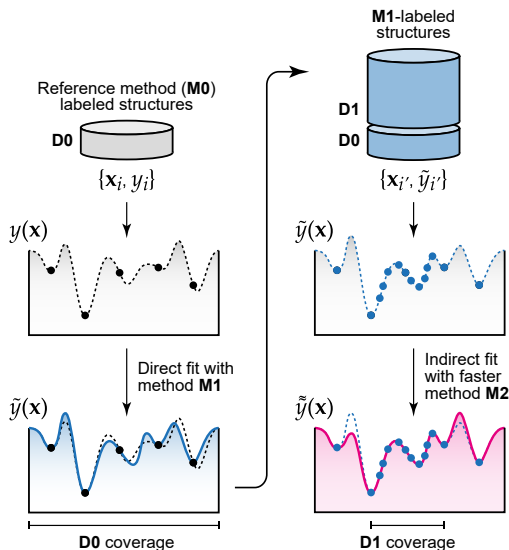 Reference method (M0)
labeled structures
D0
{xᵢ, yᵢ}
y(x)
Direct fit with
method M1
ỹ(x)
D0 coverage
M1-labeled
structures
D1
D0
{xᵢ′, ỹᵢ′}
ỹ(x)
Indirect fit
with faster
method M2
ỹ̃(x)
D1 coverage